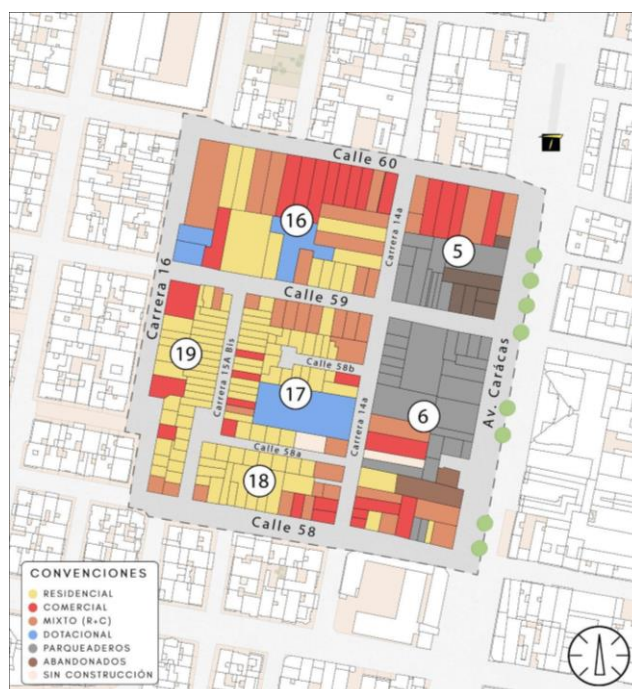 Calle 60
16
Carrera 14a
5
Carrera 16
Calle 59
Av. Carácas
19
Carrera 15A Bis
Calle 58b
17
Carrera 14a
6
Calle 58a
18
Calle 58
CONVENCIONES
RESIDENCIAL
COMERCIAL
MIXTO (R+C)
DOTACIONAL
PARQUEADEROS
ABANDONADOS
SIN CONSTRUCCIÓN